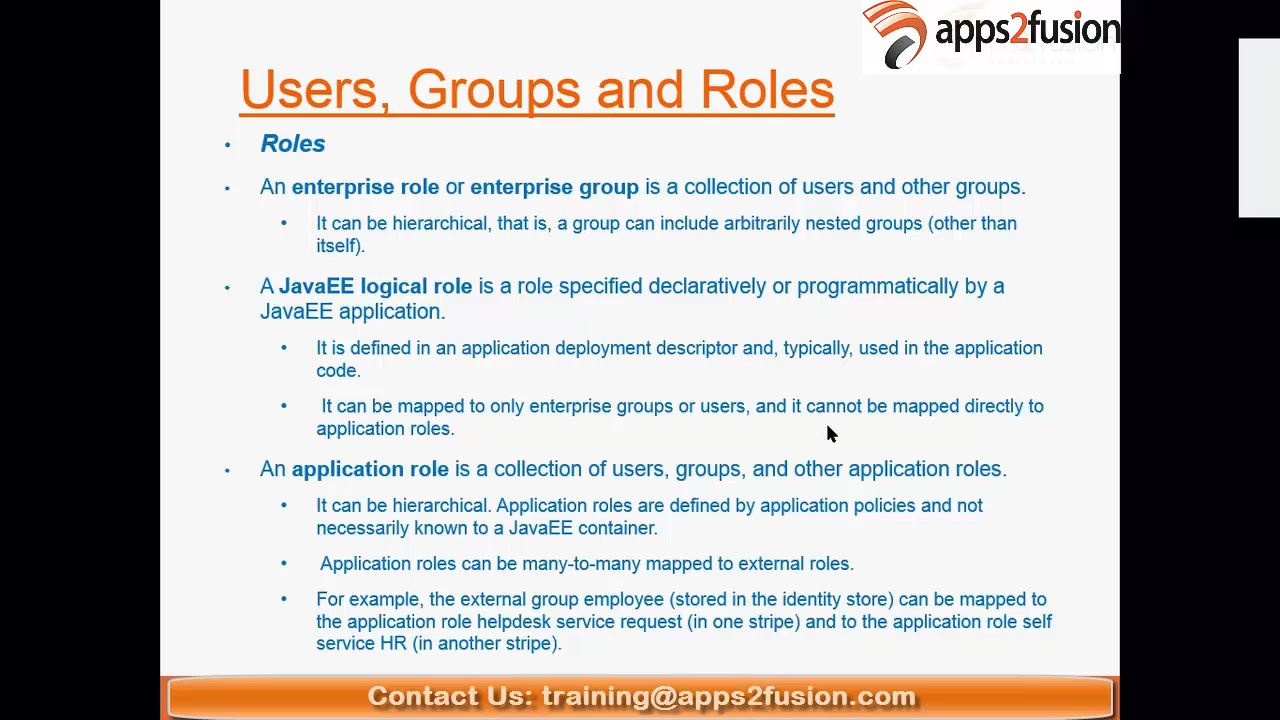 apps2fusion
Users, Groups and Roles
• Roles
• An enterprise role or enterprise group is a collection of users and other groups.
• It can be hierarchical, that is, a group can include arbitrarily nested groups (other than
itself).
• A JavaEE logical role is a role specified declaratively or programmatically by a
JavaEE application.
• It is defined in an application deployment descriptor and, typically, used in the application
code.
• It can be mapped to only enterprise groups or users, and it cannot be mapped directly to
application roles.
• An application role is a collection of users, groups, and other application roles.
• It can be hierarchical. Application roles are defined by application policies and not
necessarily known to a JavaEE container.
• Application roles can be many-to-many mapped to external roles.
• For example, the external group employee (stored in the identity store) can be mapped to
the application role helpdesk service request (in one stripe) and to the application role self
service HR (in another stripe).
Contact Us: training@apps2fusion.com